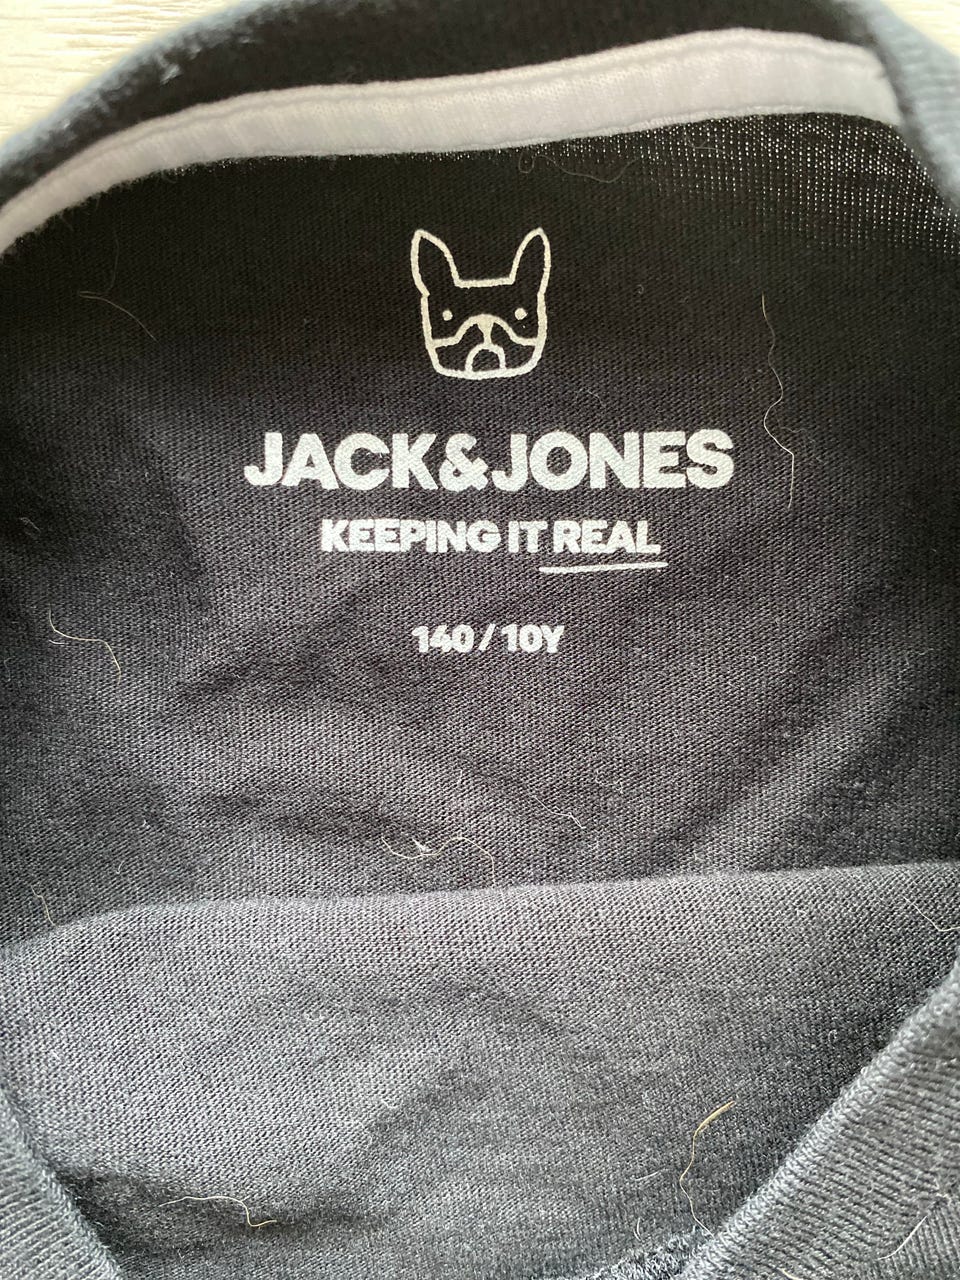 JACK&JONES
KEEPING IT REAL
140/10Y